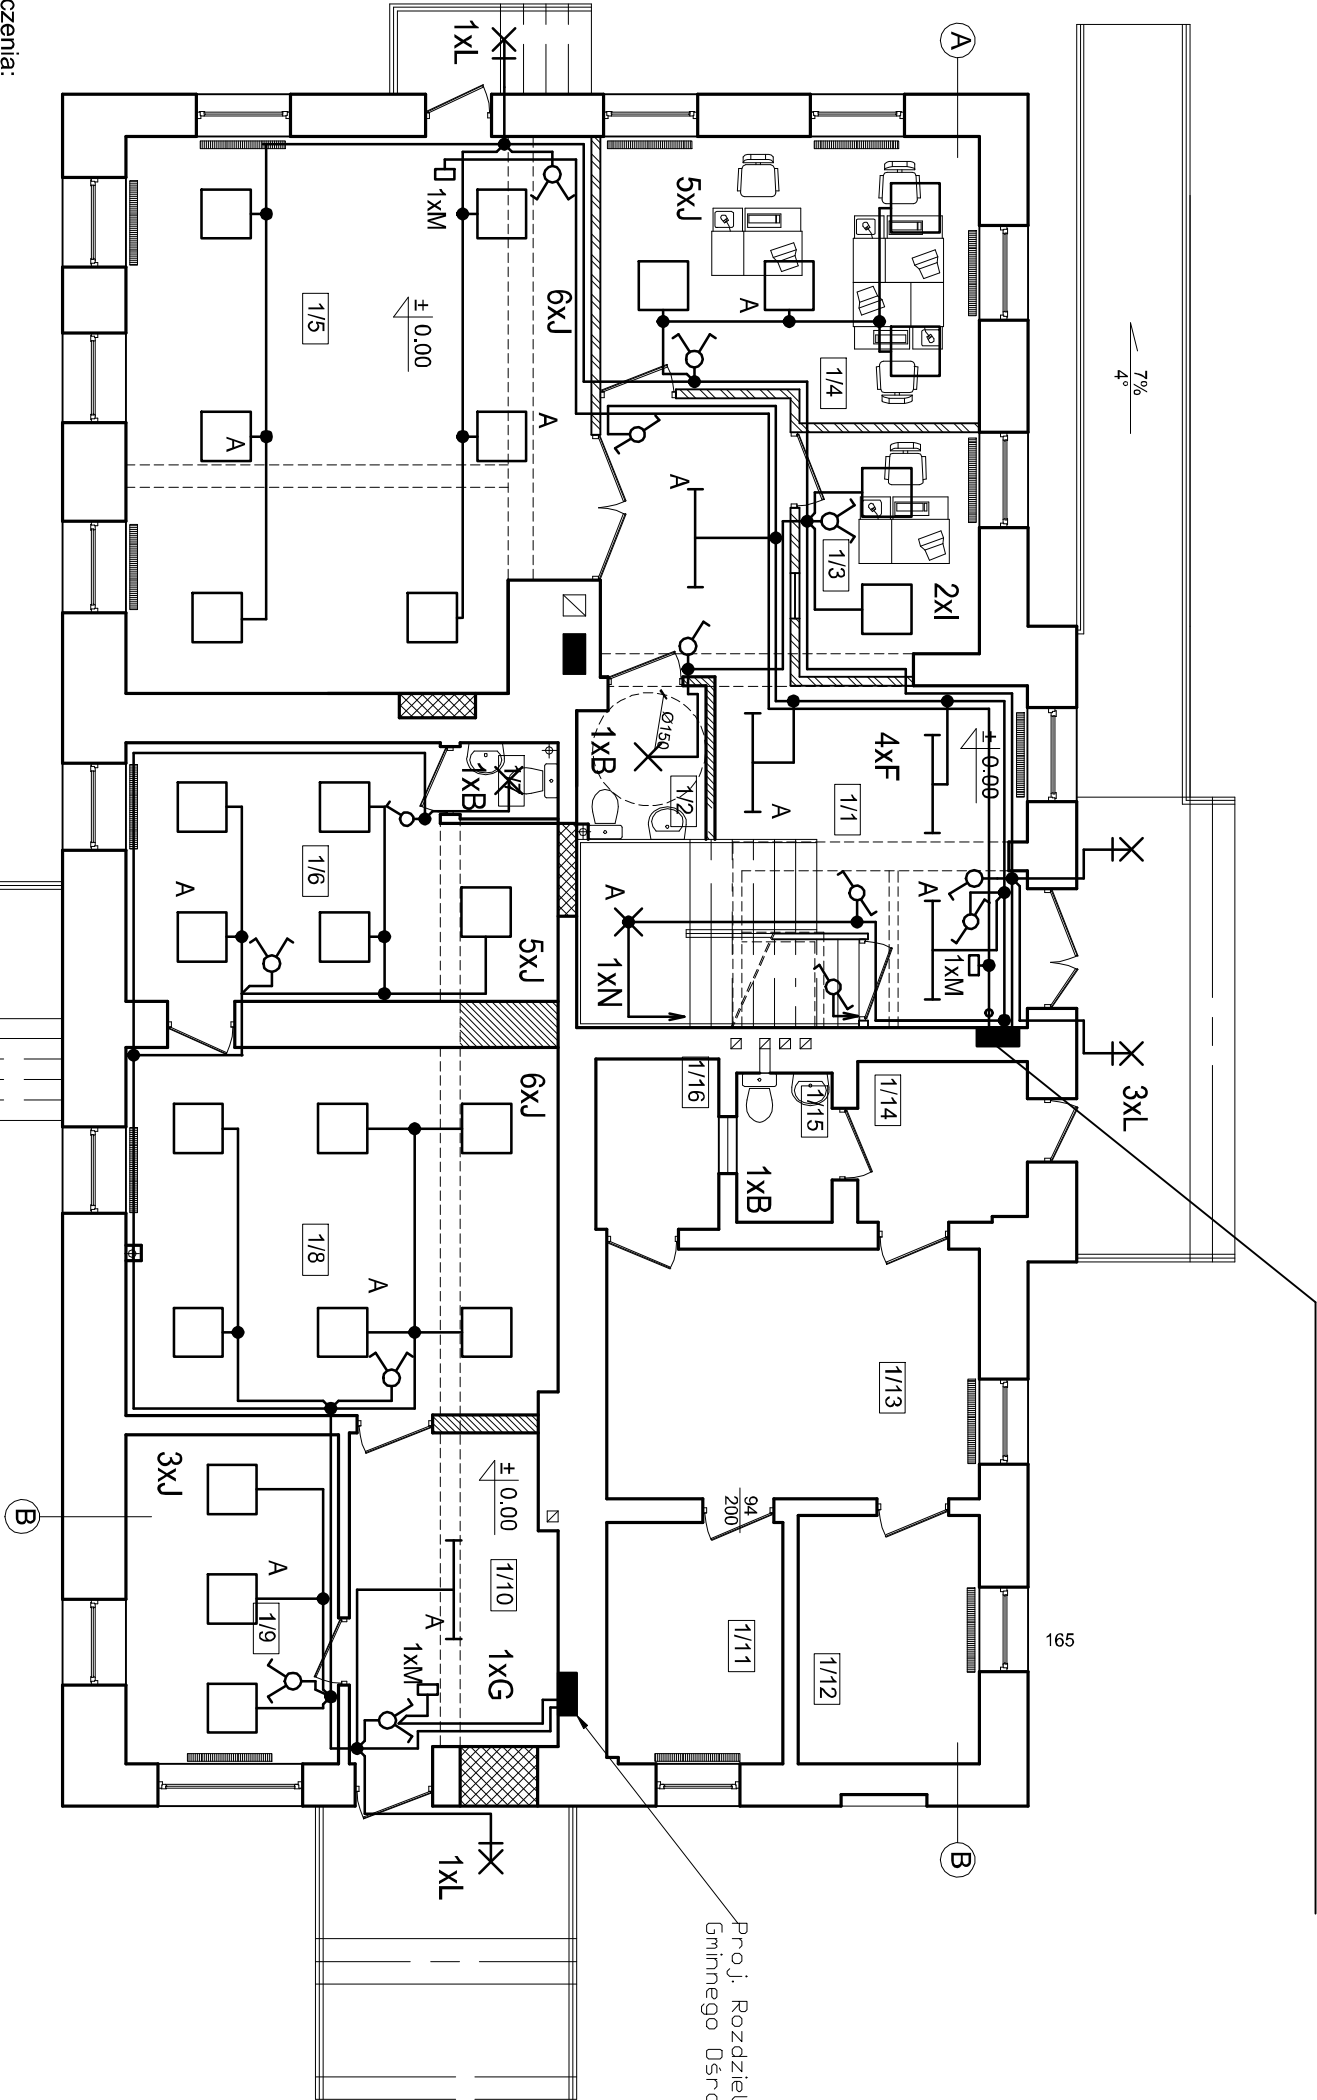 czenia:
1xL
A
7%
4°
5xJ
A
1/4
1xM
6xJ
1/5
± 0.00
A
A
A
1/3
2xI
1xB
Ø150
1/2
4xF
± 0.00
1/1
A
A
1xM
A
1xN
3xL
1xB
1/6
A
5xJ
6xJ
1/8
A
1/16
1/15
1/14
1xB
1/13
94
200
1/11
1/12
165
3xJ
A
1/9
B
± 0.00
1/10
A
1xM
1xG
1xL
B
Proj. Rozdziel
Gminnego